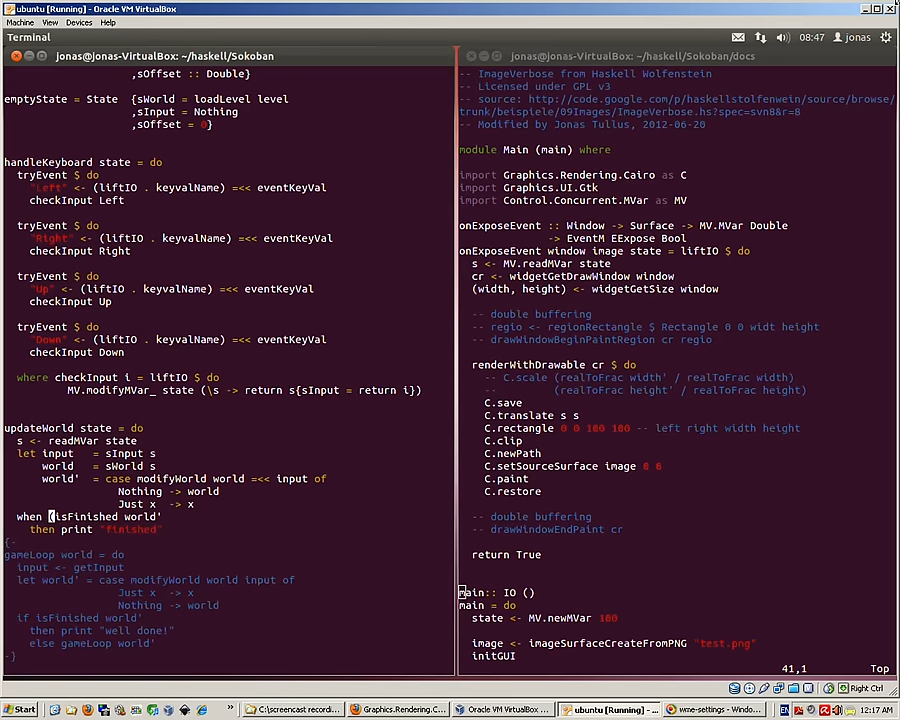 ubuntu [Running] - Oracle VM VirtualBox
Machine View Devices Help
Terminal
08:47 jonas
jonas@jonas-VirtualBox: ~/haskell/Sokoban
,sOffset :: Double}
emptyState = State {sWorld = loadLevel level
,sInput = Nothing
,sOffset = 0}
handleKeyboard state = do
tryEvent $ do
"Left" <- (liftIO . keyvalName) =<< eventKeyVal
checkInput Left
tryEvent $ do
"Right" <- (liftIO . keyvalName) =<< eventKeyVal
checkInput Right
tryEvent $ do
"Up" <- (liftIO . keyvalName) =<< eventKeyVal
checkInput Up
tryEvent $ do
"Down" <- (liftIO . keyvalName) =<< eventKeyVal
checkInput Down
where checkInput i = liftIO $ do
MV.modifyMVar_ state (\s -> return s{sInput = return i})
updateWorld state = do
s <- readMVar state
let input = sInput s
world = sWorld s
world' = case modifyWorld world =<< input of
Nothing -> world
Just x -> x
when (isFinished world'
then print "finished"
{-
gameLoop world = do
input <- getInput
let world' = case modifyWorld world input of
Just x -> x
Nothing -> world
if isFinished world'
then print "well done!"
else gameLoop world'
-}
jonas@jonas-VirtualBox: ~/haskell/Sokoban/docs
-- ImageVerbose from Haskell Wolfenstein
-- Licensed under GPL v3
-- source: http://code.google.com/p/haskellstolfenwein/source/browse/
trunk/beispiele/09Images/ImageVerbose.hs?spec=svn8&r=8
-- Modified by Jonas Tullus, 2012-06-20
module Main (main) where
import Graphics.Rendering.Cairo as C
import Graphics.UI.Gtk
import Control.Concurrent.MVar as MV
onExposeEvent :: Window -> Surface -> MV.MVar Double
-> EventM EExpose Bool
onExposeEvent window image state = liftIO $ do
s <- MV.readMVar state
cr <- widgetGetDrawWindow window
(width, height) <- widgetGetSize window
-- double buffering
-- regio <- regionRectangle $ Rectangle 0 0 widt height
-- drawWindowBeginPaintRegion cr regio
renderWithDrawable cr $ do
-- C.scale (realToFrac width' / realToFrac width)
-- (realToFrac height' / realToFrac height)
C.save
C.translate s s
C.rectangle 0 0 100 100 -- left right width height
C.clip
C.newPath
C.setSourceSurface image 0 0
C.paint
C.restore
-- double buffering
-- drawWindowEndPaint cr
return True
main:: IO ()
main = do
state <- MV.newMVar 100
image <- imageSurfaceCreateFromPNG "test.png"
initGUI
41,1 Top
Right Ctrl
Start
»
C:\screencast recordi...
Graphics.Rendering.C...
Oracle VM VirtualBox ...
ubuntu [Running] - ...
wme-settings - Windo...
EN
12:17 AM